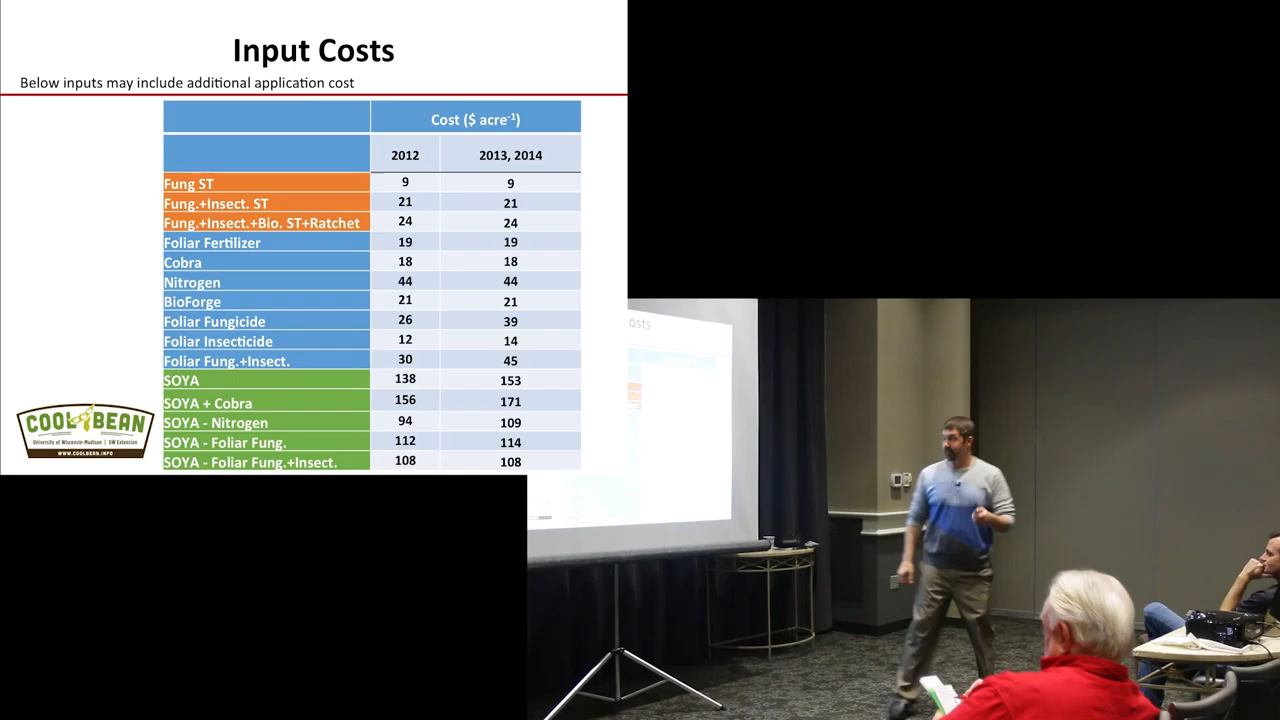 Input Costs
Below inputs may include additional application cost
Cost ($ acre-1)
2012 2013, 2014
Fung ST 9 9
Fung.+Insect. ST 21 21
Fung.+Insect.+Bio. ST+Ratchet 24 24
Foliar Fertilizer 19 19
Cobra 18 18
Nitrogen 44 44
BioForge 21 21
Foliar Fungicide 26 39
Foliar Insecticide 12 14
Foliar Fung.+Insect. 30 45
SOYA 138 153
SOYA + Cobra 156 171
SOYA - Nitrogen 94 109
SOYA - Foliar Fung. 112 114
SOYA - Foliar Fung.+Insect. 108 108
COOL BEAN
University of Wisconsin-Madison | UW Extension
WWW.COOLBEAN.INFO
osts